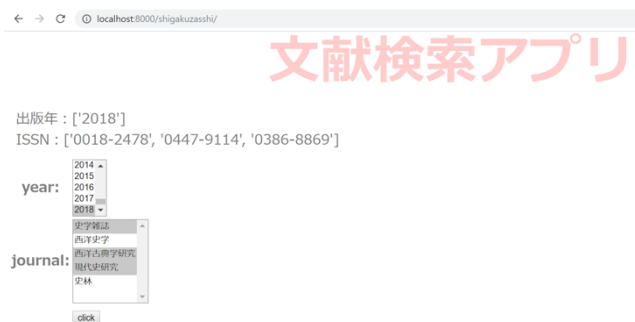 localhost:8000/shigakuzasshi/
文献検索アプリ
出版年：['2018']
ISSN：['0018-2478', '0447-9114', '0386-8869']
year:
2014
2015
2016
2017
2018
journal:
史学雑誌
西洋史学
西洋古典学研究
現代史研究
史林
click